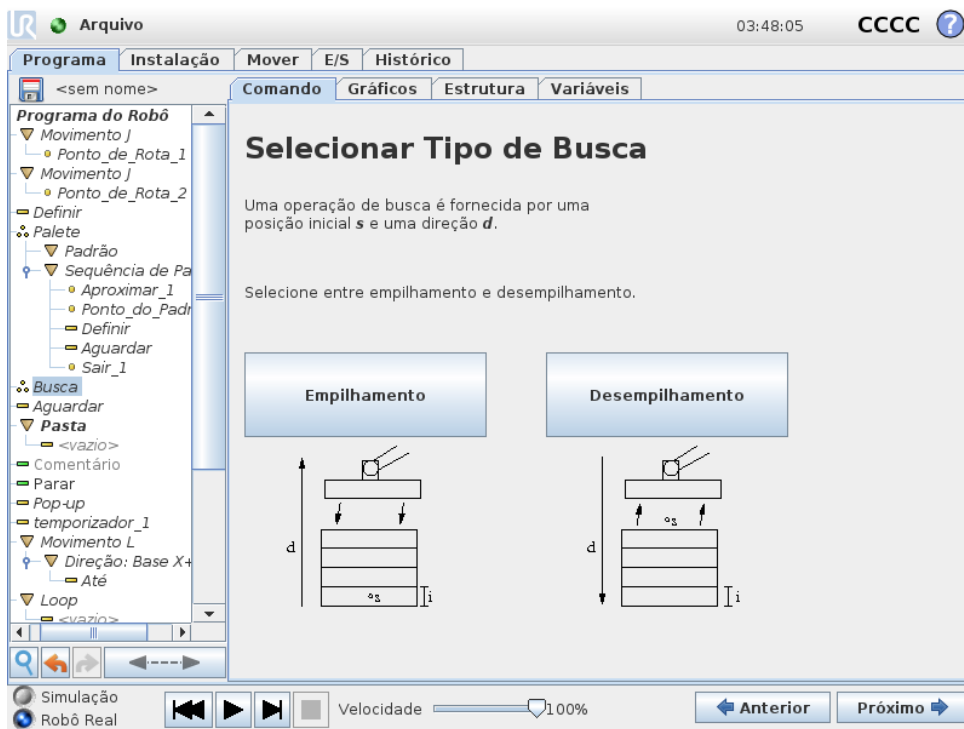 UR
Arquivo
03:48:05
CCCC
?
Programa
Instalação
Mover
E/S
Histórico
<sem nome>
Comando
Gráficos
Estrutura
Variáveis
Programa do Robô
Movimento J
Ponto_de_Rota_1
Movimento J
Ponto_de_Rota_2
Definir
Palete
Padrão
Sequência de Pa
Aproximar_1
Ponto_do_Padr
Definir
Aguardar
Sair_1
Busca
Aguardar
Pasta
<vazio>
Comentário
Parar
Pop-up
temporizador_1
Movimento L
Direção: Base X+
Até
Loop
<vazio>
Selecionar Tipo de Busca
Uma operação de busca é fornecida por uma
posição inicial s e uma direção d.
Selecione entre empilhamento e desempilhamento.
Empilhamento
Desempilhamento
d
s
i
d
s
i
Simulação
Robô Real
Velocidade
100%
Anterior
Próximo